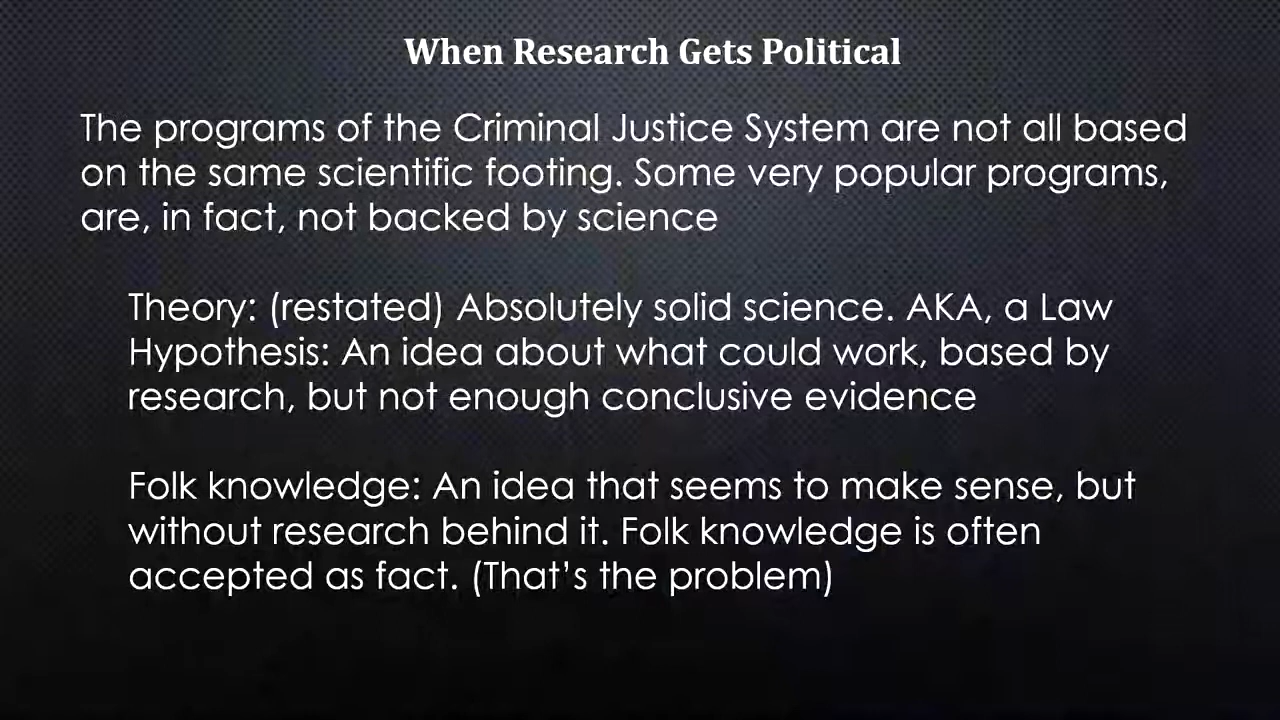 When Research Gets Political
The programs of the Criminal Justice System are not all based
on the same scientific footing. Some very popular programs,
are, in fact, not backed by science
Theory: (restated) Absolutely solid science. AKA, a Law
Hypothesis: An idea about what could work, based by
research, but not enough conclusive evidence
Folk knowledge: An idea that seems to make sense, but
without research behind it. Folk knowledge is often
accepted as fact. (That’s the problem)